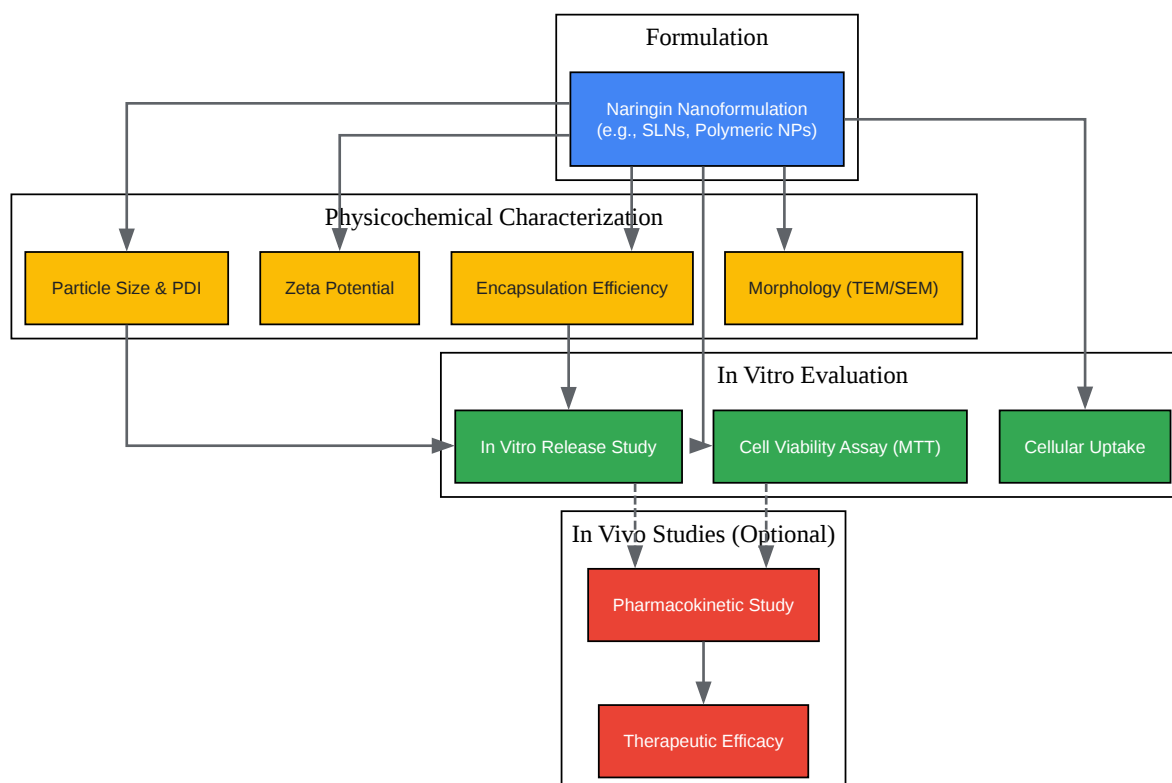 Formulation
Naringin Nanoformulation
(e.g., SLNs, Polymeric NPs)
Physicochemical Characterization
Particle Size & PDI
Zeta Potential
Encapsulation Efficiency
Morphology (TEM/SEM)
In Vitro Evaluation
In Vitro Release Study
Cell Viability Assay (MTT)
Cellular Uptake
In Vivo Studies (Optional)
Pharmacokinetic Study
Therapeutic Efficacy